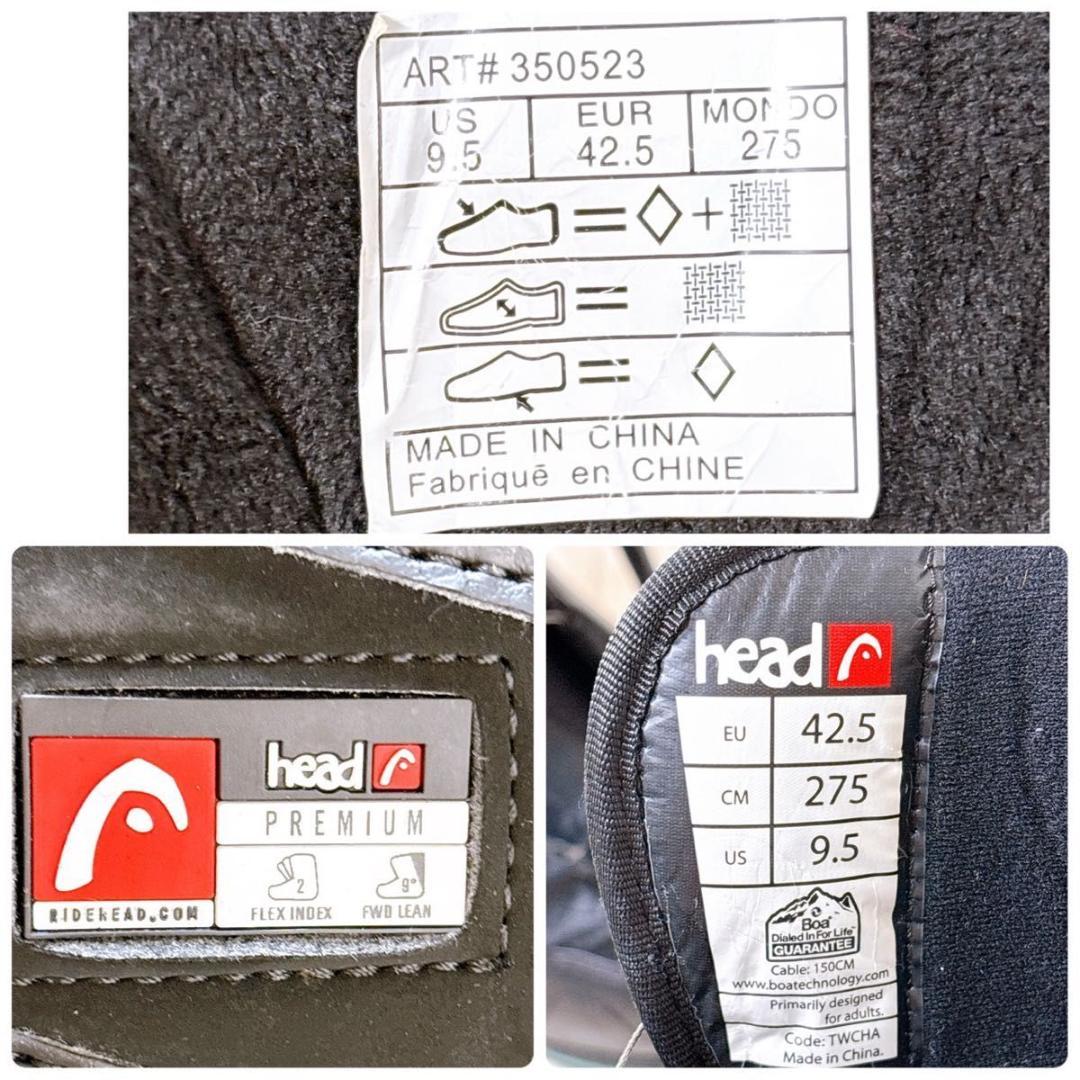 ART# 350523
US EUR MONDO
9.5 42.5 275
MADE IN CHINA
Fabriquē en CHINE
head
PREMIUM
2 9°
FLEX INDEX FWD LEAN
RIDEHEAD.COM
head
EU 42.5
CM 275
US 9.5
Boa
Dialed In For Life™
GUARANTEE
Cable: 150CM
www.boatechnology.com
Primarily designed
for adults.
Code: TWCHA
Made in China.